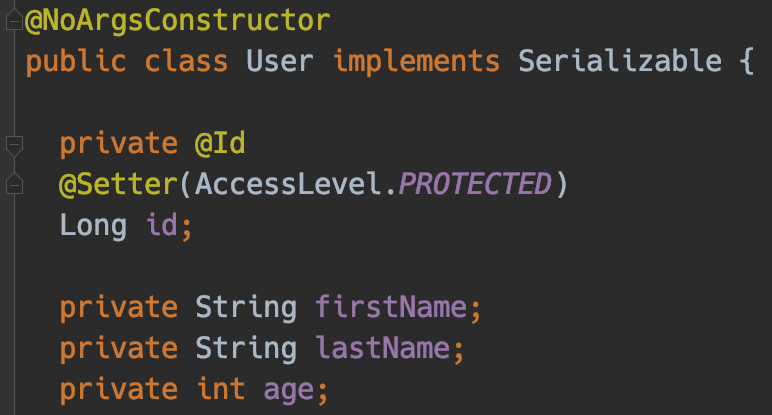 @NoArgsConstructor
public class User implements Serializable {
private @Id
@Setter(AccessLevel.PROTECTED)
Long id;
private String firstName;
private String lastName;
private int age;